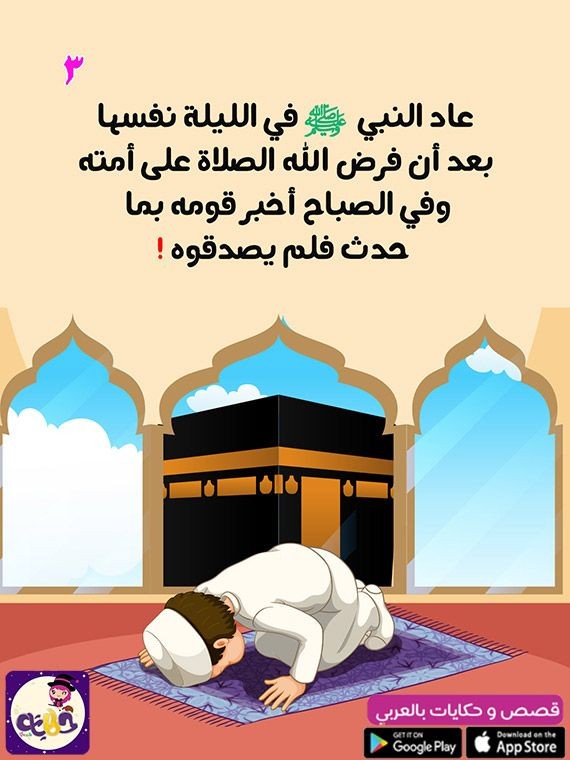 ٣
عاد النبي ﷺ في الليلة نفسها
بعد أن فرض الله الصلاة على أمته
وفي الصباح أخبر قومه بما
حدث فلم يصدقوه !
قصص و حكايات بالعربي
GET IT ON
Google Play
Download on the
App Store